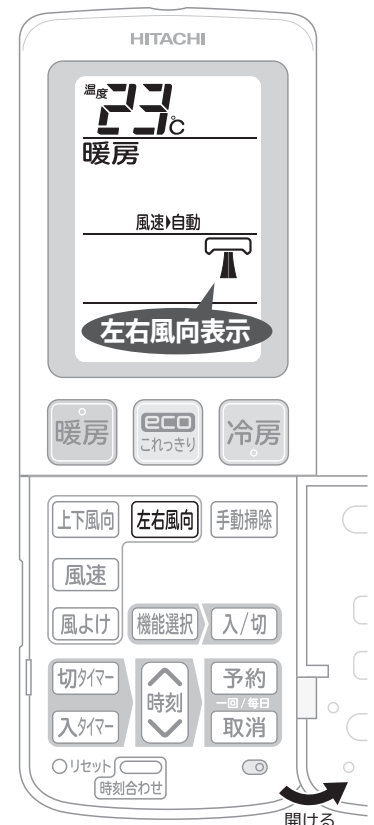 HITACHI
温度23℃
暖房
風速▶自動
左右風向表示
暖房
eco
これっきり
冷房
上下風向 左右風向 手動掃除
風速
風よけ 機能選択 入/切
切タイマー 時刻 予約
一回/毎日
入タイマー 取消
リセット
時刻合わせ
開ける